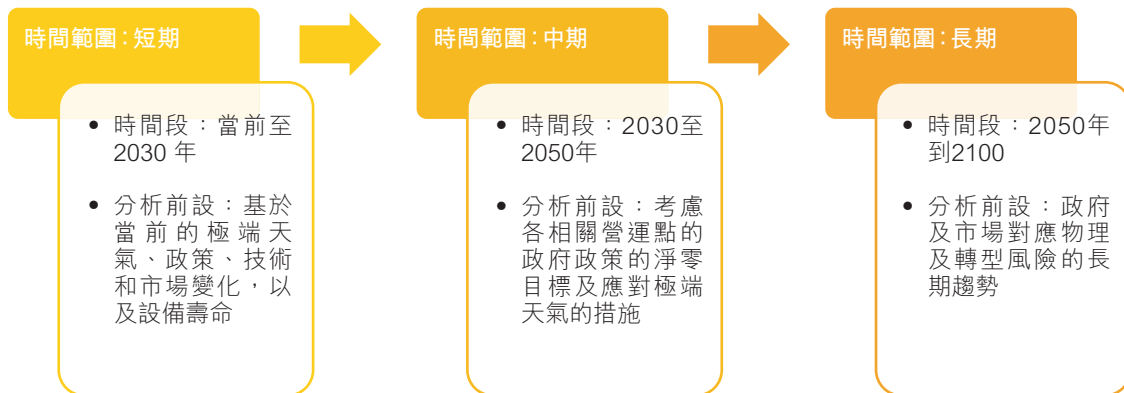 時間範圍：短期
• 時間段：當前至
2030 年
• 分析前設：基於
當前的極端天
氣、政策、技術
和市場變化，以
及設備壽命
時間範圍：中期
• 時間段：2030至
2050年
• 分析前設：考慮
各相關營運點的
政府政策的淨零
目標及應對極端
天氣的措施
時間範圍：長期
• 時間段：2050年
到2100
• 分析前設：政府
及市場對應物理
及轉型風險的長
期趨勢